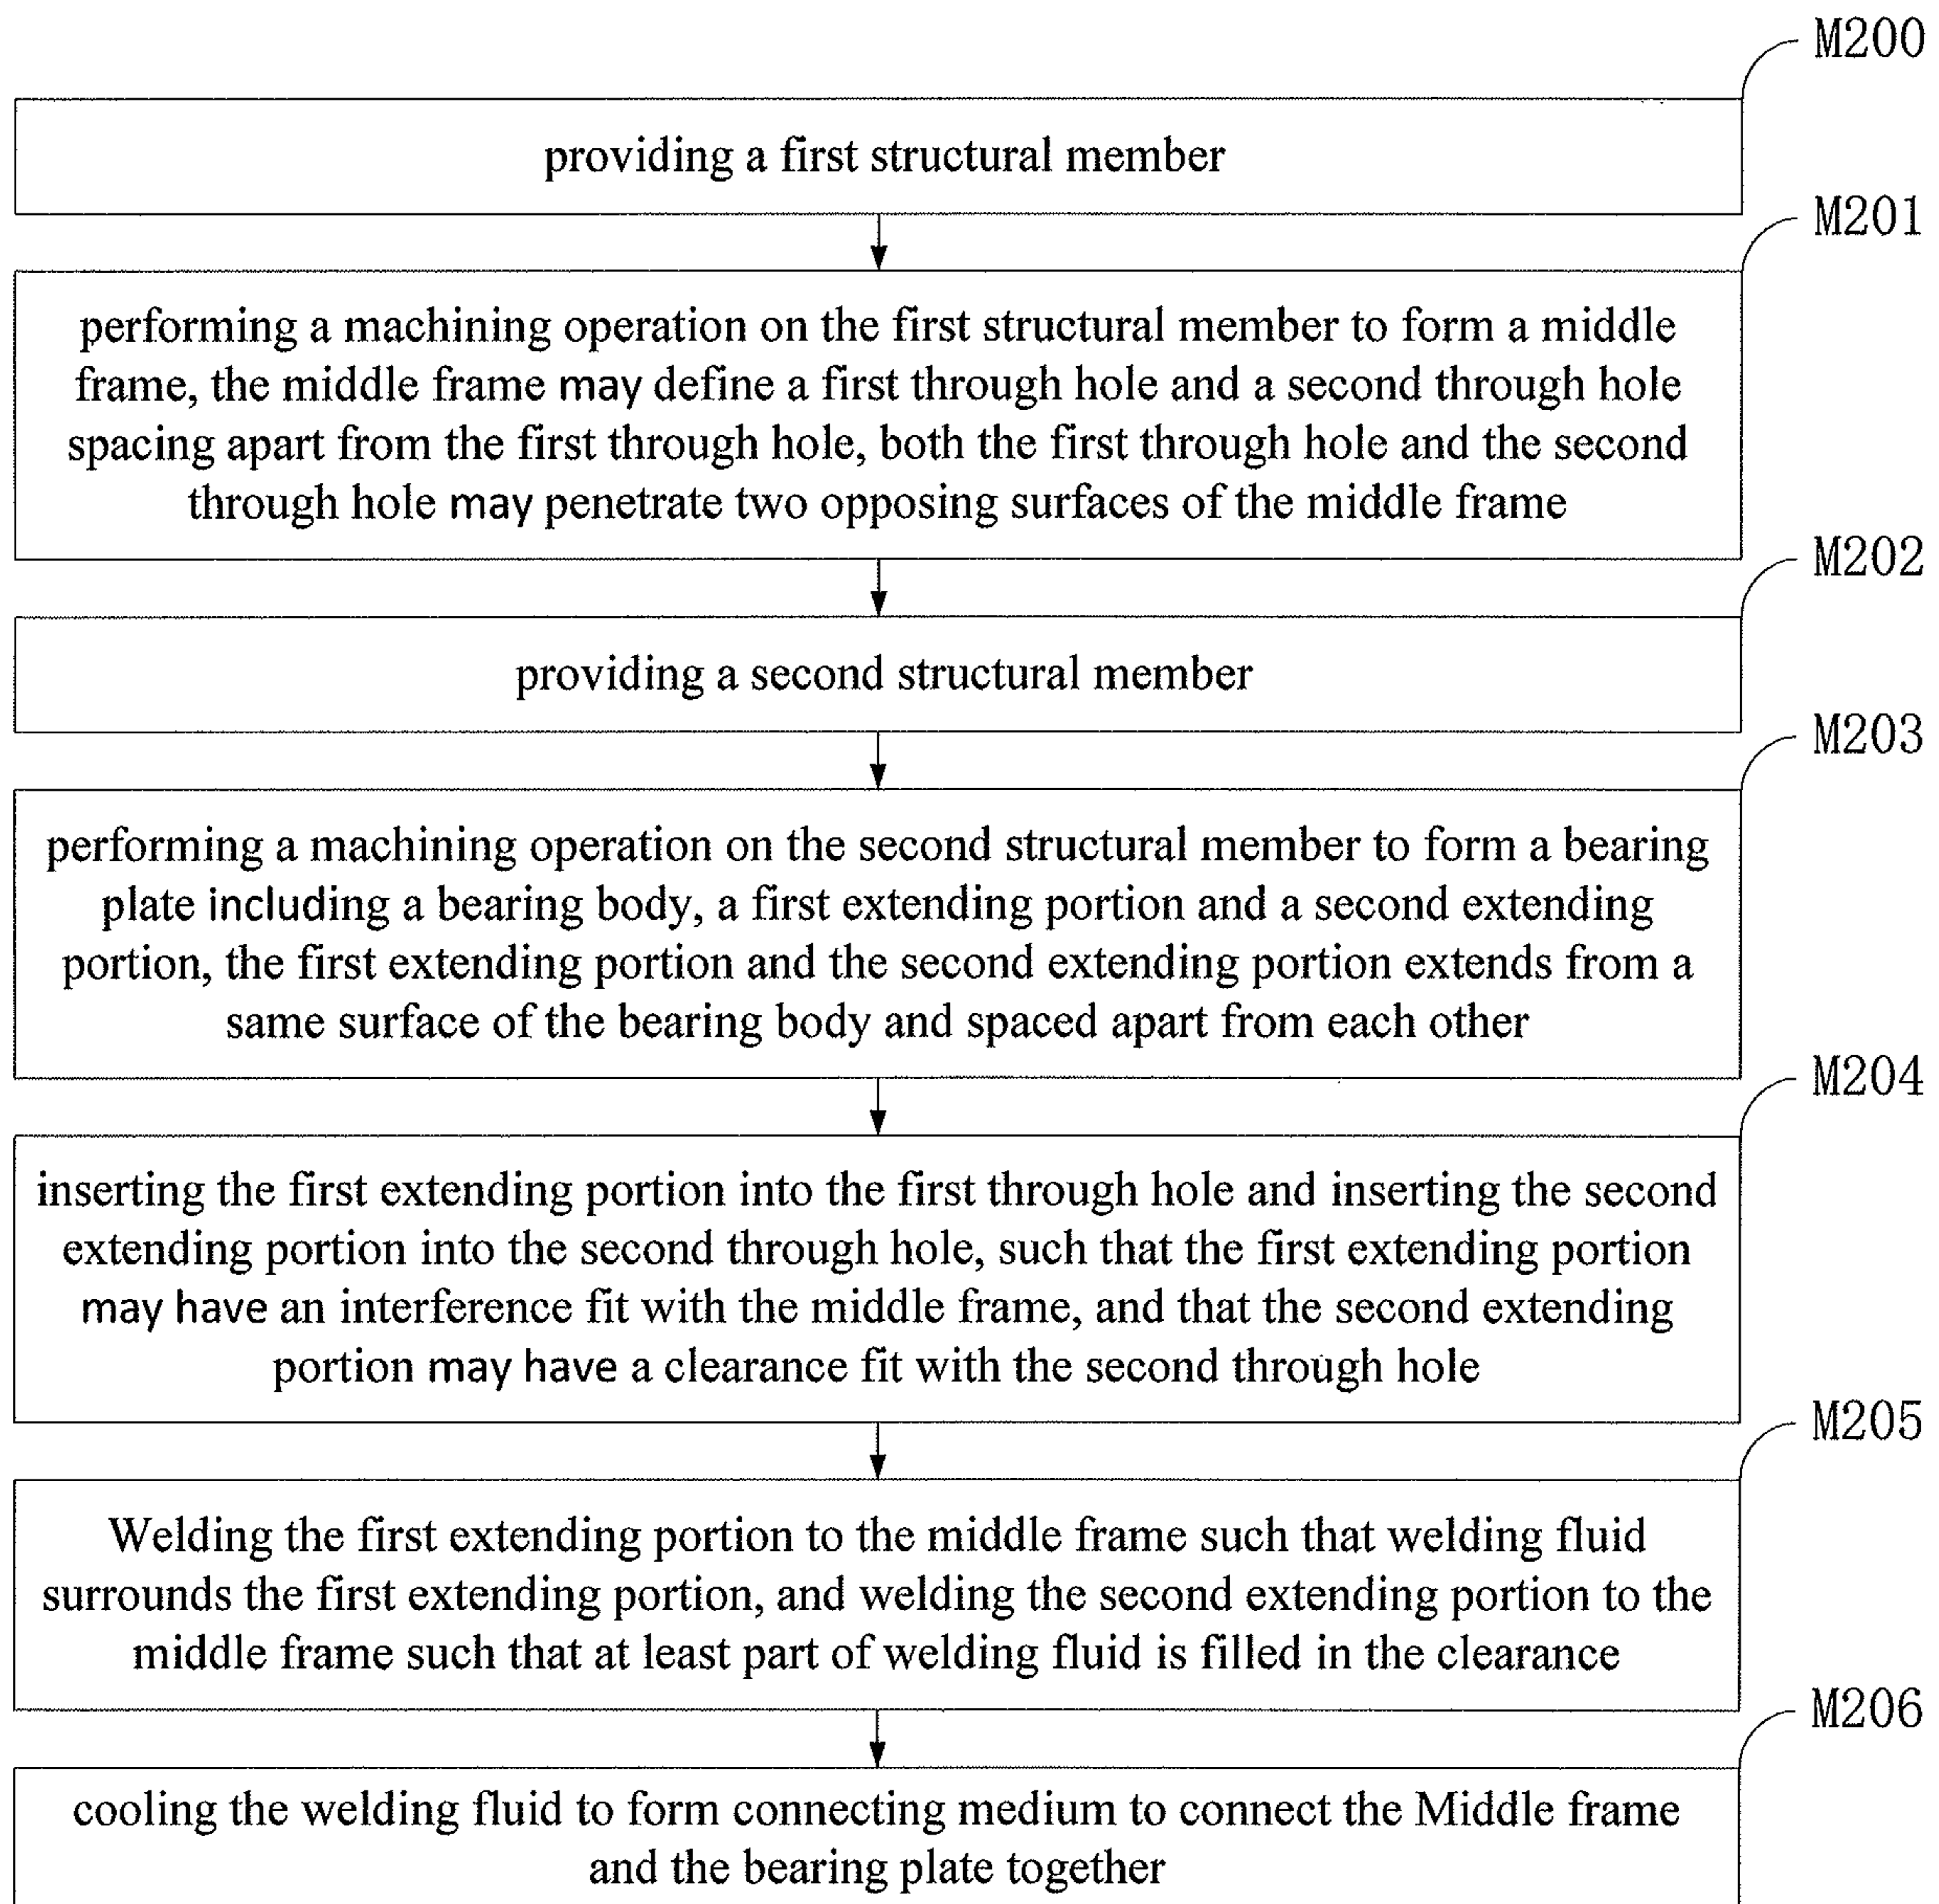 M200
providing a first structural member
M201
performing a machining operation on the first structural member to form a middle
frame, the middle frame may define a first through hole and a second through hole
spacing apart from the first through hole, both the first through hole and the second
through hole may penetrate two opposing surfaces of the middle frame
M202
providing a second structural member
M203
performing a machining operation on the second structural member to form a bearing
plate including a bearing body, a first extending portion and a second extending
portion, the first extending portion and the second extending portion extends from a
same surface of the bearing body and spaced apart from each other
M204
inserting the first extending portion into the first through hole and inserting the second
extending portion into the second through hole, such that the first extending portion
may have an interference fit with the middle frame, and that the second extending
portion may have a clearance fit with the second through hole
M205
Welding the first extending portion to the middle frame such that welding fluid
surrounds the first extending portion, and welding the second extending portion to the
middle frame such that at least part of welding fluid is filled in the clearance
M206
cooling the welding fluid to form connecting medium to connect the Middle frame
and the bearing plate together